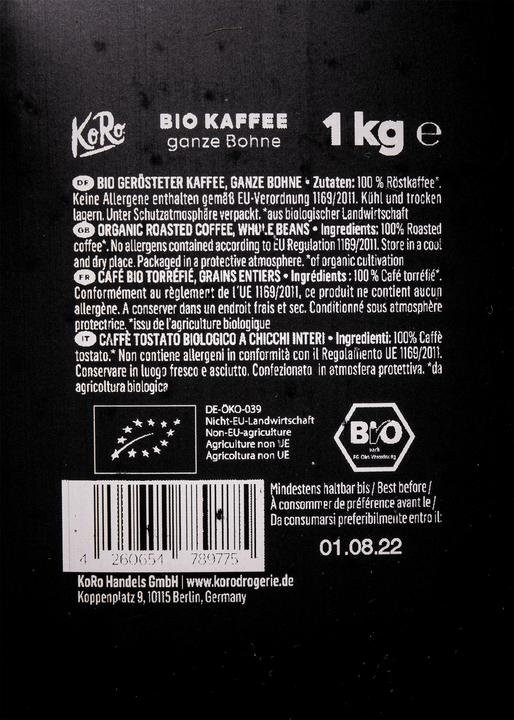 KoRo
BIO KAFFEE
ganze Bohne
1 kg ℮
DE BIO GERÖSTETER KAFFEE, GANZE BOHNE • Zutaten: 100 % Röstkaffee*.
Keine Allergene enthalten gemäß EU-Verordnung 1169/2011. Kühl und trocken
lagern. Unter Schutzatmosphäre verpackt. *aus biologischer Landwirtschaft
GB ORGANIC ROASTED COFFEE, WHOLE BEANS • Ingredients: 100% Roasted
coffee*. No allergens contained according to EU Regulation 1169/2011. Store in a cool
and dry place. Packaged in a protective atmosphere. *of organic cultivation
FR CAFÉ BIO TORRÉFIÉ, GRAINS ENTIERS • Ingrédients: 100 % Café torréfié*.
Conformément au règlement de l'UE 1169/2011, ce produit ne contient aucun
allergène. A conserver dans un endroit frais et sec. Conditionné sous atmosphère
protectrice. *issu de l'agriculture biologique
IT CAFFÈ TOSTATO BIOLOGICO A CHICCHI INTERI • Ingredienti: 100% Caffè
tostato.* Non contiene allergeni in conformità con il Regolamento UE 1169/2011.
Conservare in luogo fresco e asciutto. Confezionato in atmosfera protettiva. *da
agricoltura biologica
DE-ÖKO-039
Nicht-EU-Landwirtschaft
Non-EU-agriculture
Agriculture non UE
Agricoltura non UE
BIO
nach
EG-Öko-Verordnung
Mindestens haltbar bis / Best before /
À consommer de préférence avant le /
Da consumarsi preferibilmente entro il:
01.08.22
4 260654 789775
KoRo Handels GmbH | www.korodrogerie.de
Koppenplatz 9, 10115 Berlin, Germany